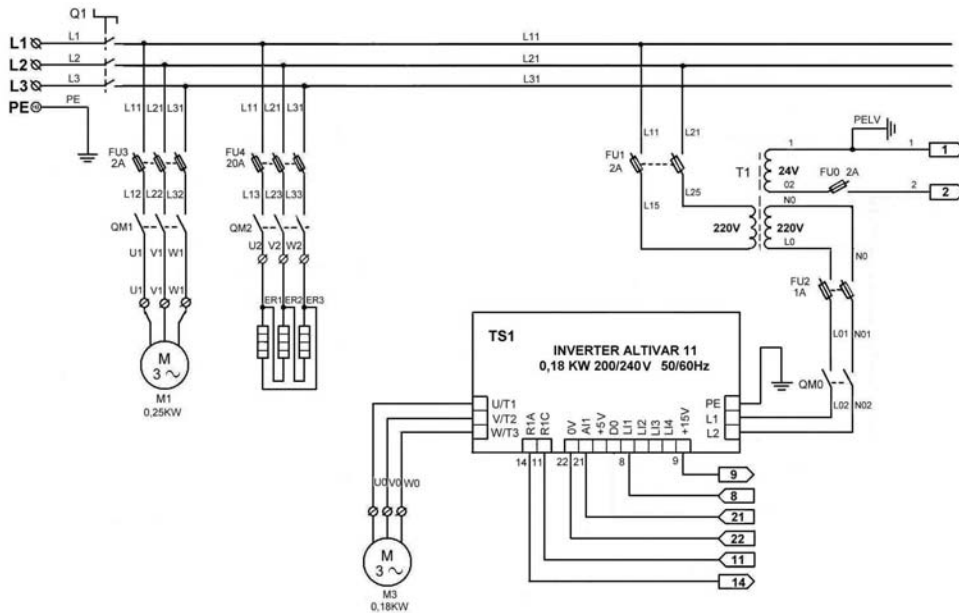 Q1
L1 L1 L11
L2 L2 L21
L3 L3 L31
PE PE
L11 L21 L31
L11 L21 L31
L11 L21
PELV
1 1 1
FU3
2A
FU4
20A
FU1
2A
T1 24V
FU0 2A
02 2 2
L12 L22 L32
L13 L23 L33
L15 L25
N0
220V 220V
L0
N0
QM1
QM2
U1 V1 W1
U2 V2 W2
FU2
1A
U1 V1 W1
ER1 ER2 ER3
L01 N01
M
3 ~
M1
0,25KW
TS1
INVERTER ALTIVAR 11
0,18 KW 200/240V 50/60Hz
QM0
L02 N02
U/T1
V/T2
W/T3
R1A R1C
0V AI1 +5V D0 LI1 LI2 LI3 LI4 +15V
PE
L1
L2
14 11 22 21 8 9
9
8
21
22
11
14
U0 V0 W0
M
3 ~
M3
0,18KW